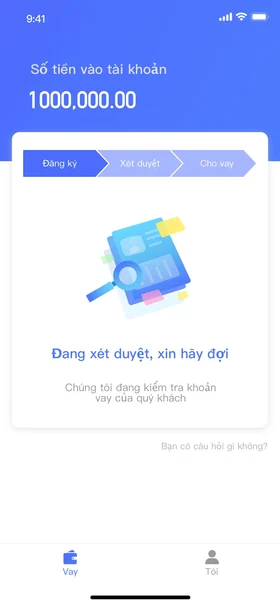 9:41
Số tiền vào tài khoản
1000,000.00
Đăng ký
Xét duyệt
Cho vay
Đang xét duyệt, xin hãy đợi
Chúng tôi đang kiểm tra khoản
vay của quý khách
Bạn có câu hỏi gì không?
Vay
Tôi